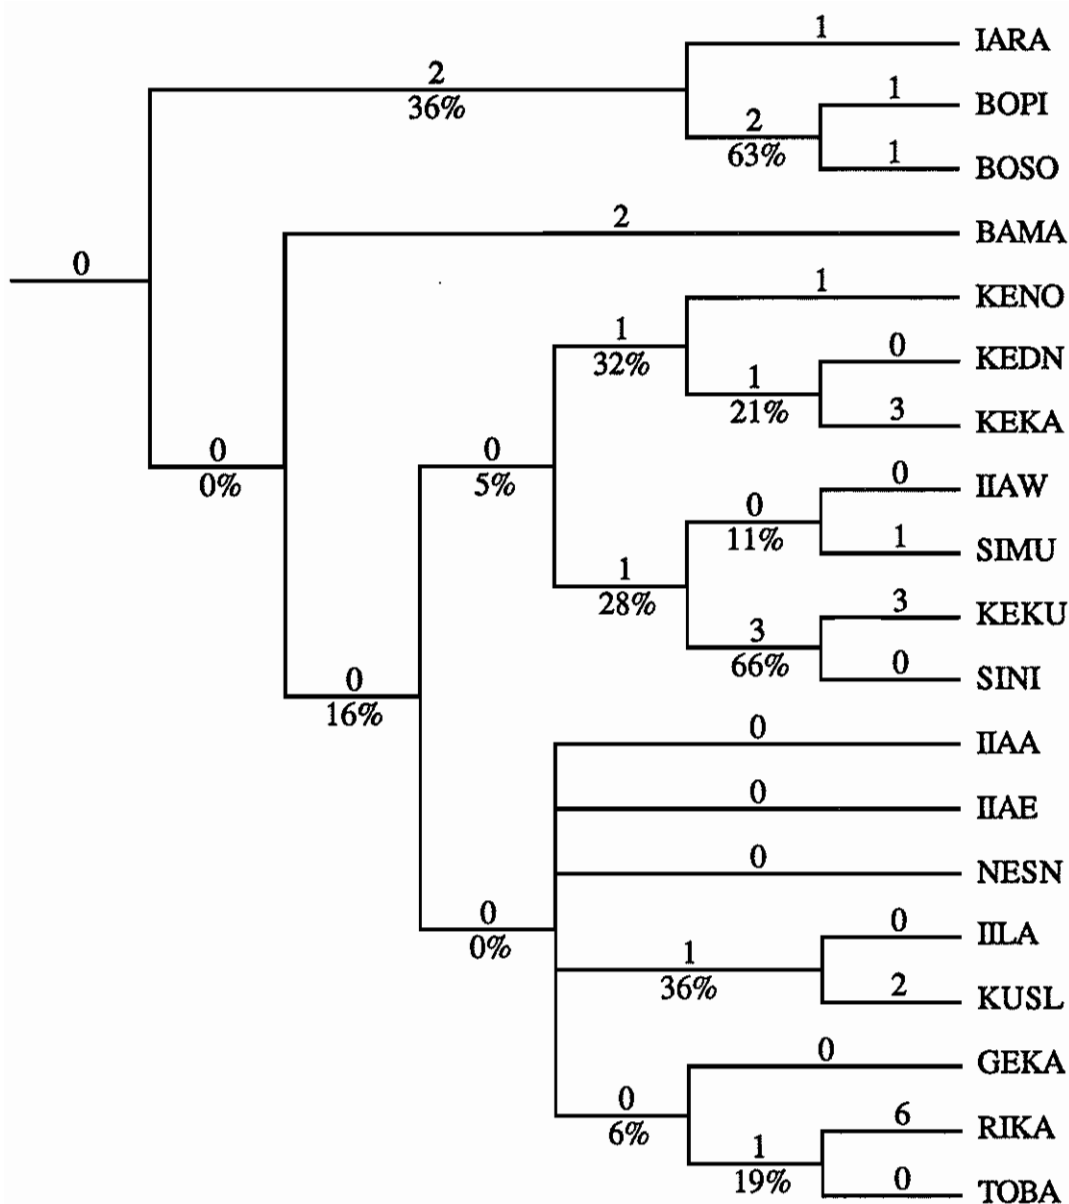 1 IARA
2
36%
1 BOPI
2
63%
1 BOSO
2 BAMA
0
1 KENO
1
32%
0 KEDN
1
21%
3 KEKA
0
0%
0
5%
0 IIAW
0
11%
1 SIMU
1
28%
3 KEKU
3
66%
0 SINI
0
16%
0 IIAA
0 IIAE
0 NESN
0
0%
0 IILA
1
36%
2 KUSL
0 GEKA
0
6%
6 RIKA
1
19%
0 TOBA